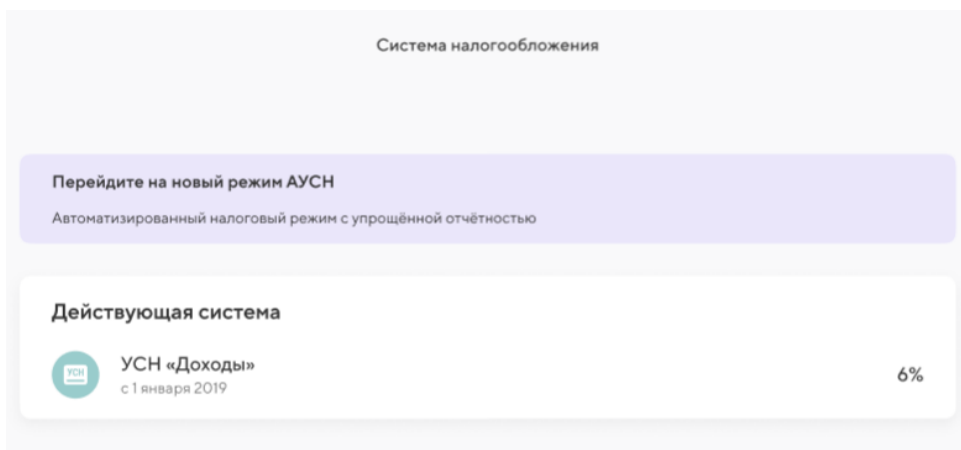 Система налогообложения
Перейдите на новый режим АУСН
Автоматизированный налоговый режим с упрощённой отчётностью
Действующая система
УСН
УСН «Доходы»
6%
с 1 января 2019